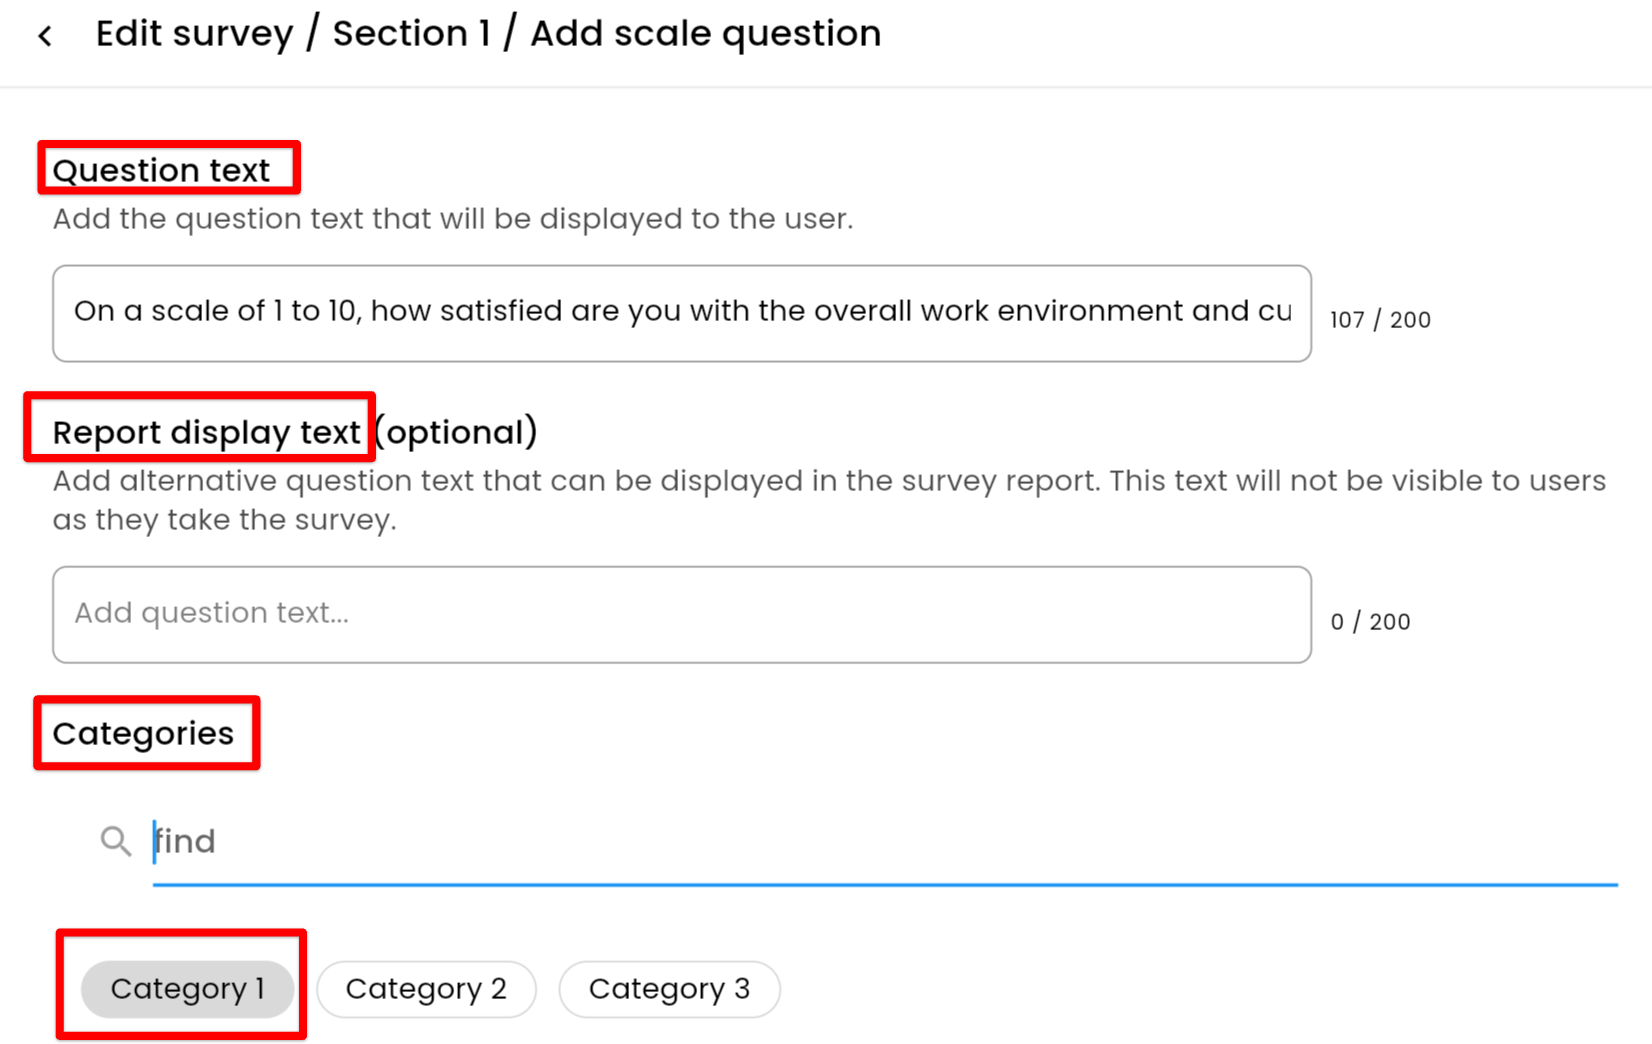 Edit survey / Section 1 / Add scale question
Question text
Add the question text that will be displayed to the user.
On a scale of 1 to 10, how satisfied are you with the overall work environment and cu
107 / 200
Report display text (optional)
Add alternative question text that can be displayed in the survey report. This text will not be visible to users
as they take the survey.
Add question text...
0 / 200
Categories
find
Category 1
Category 2
Category 3